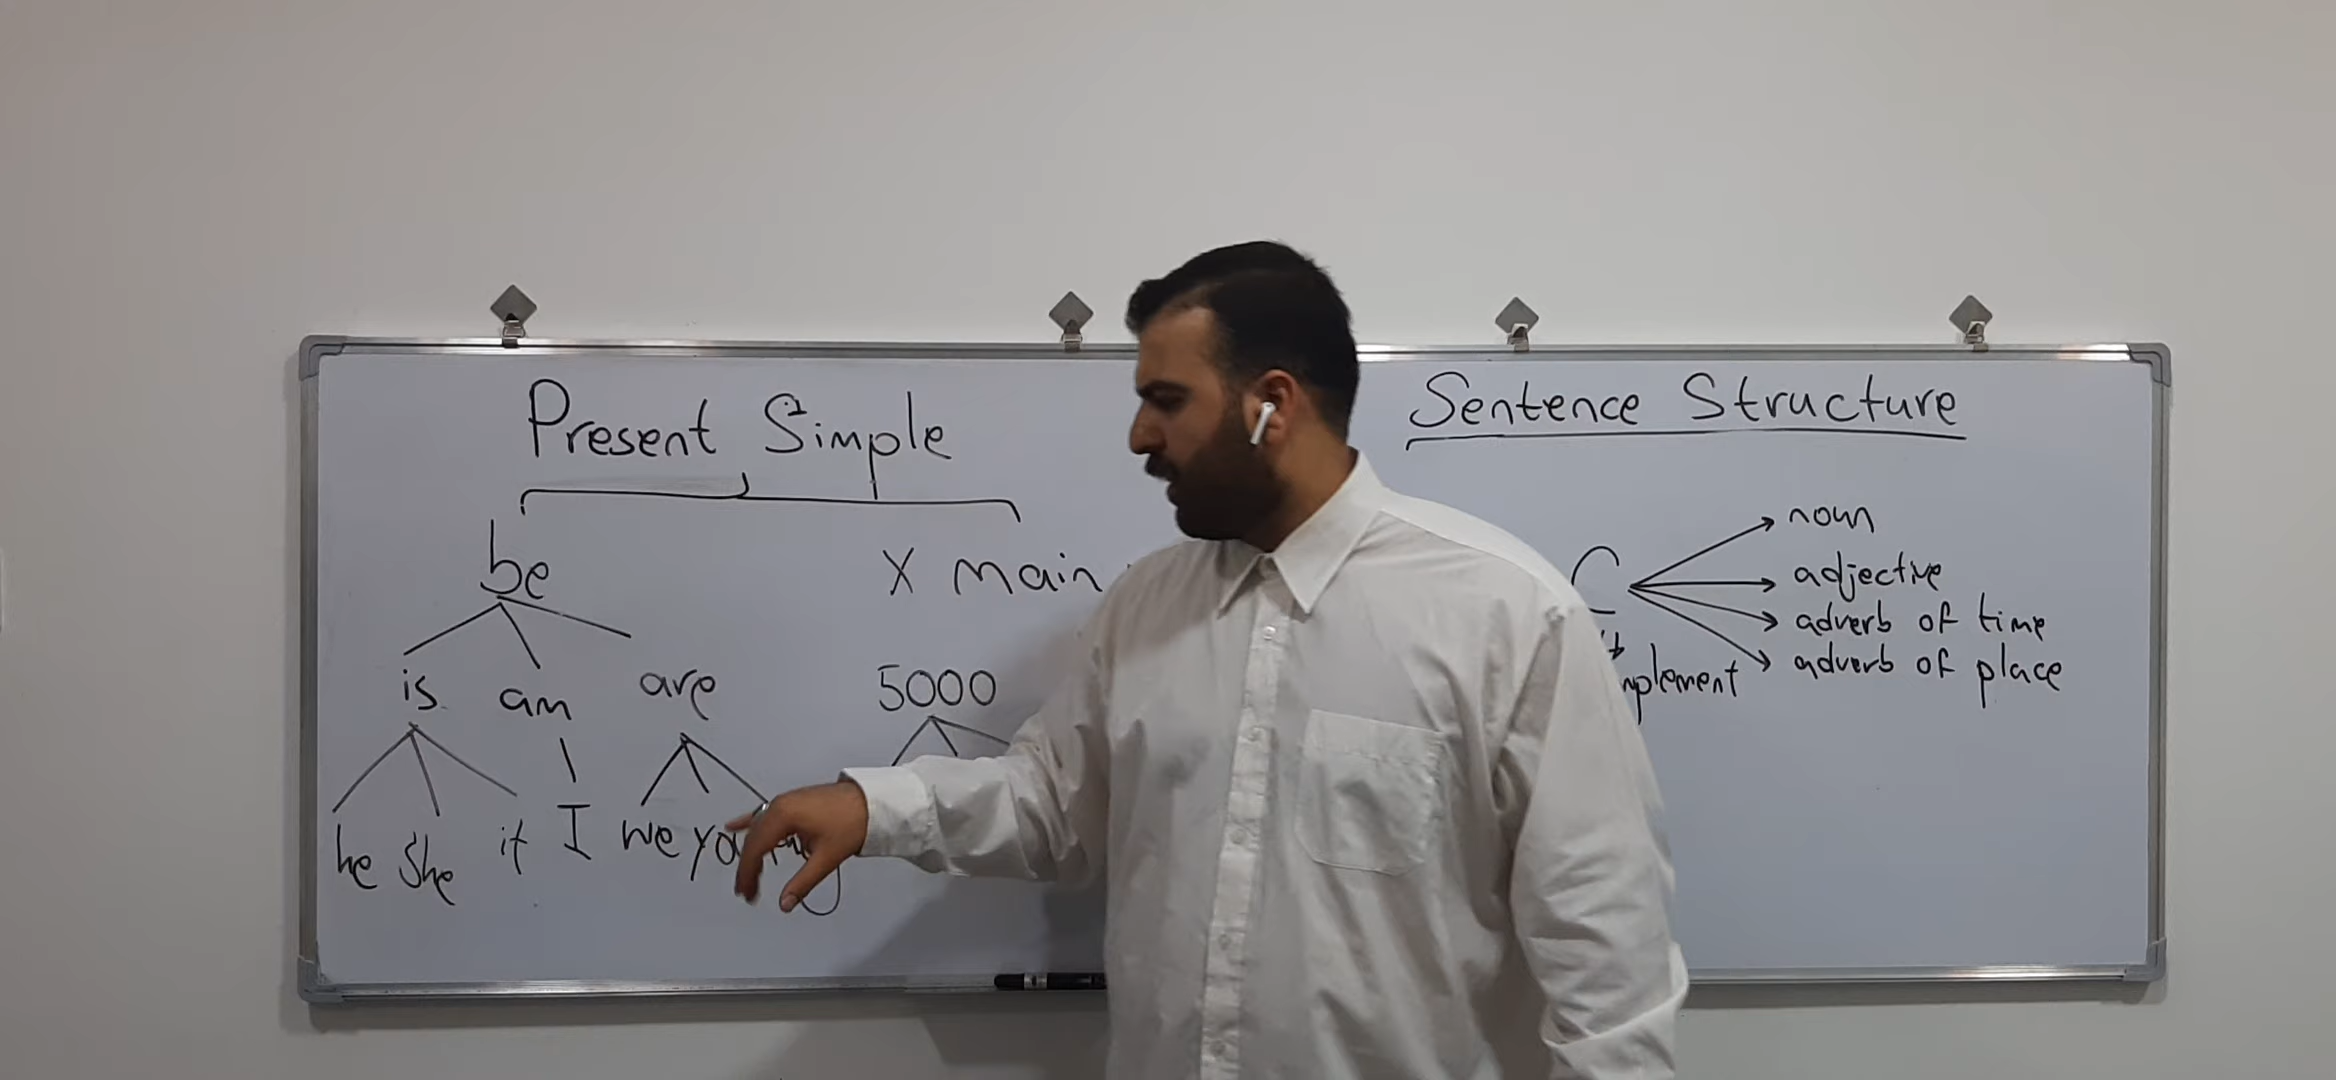 Present Simple
be
X main
is am are
5000
he she it I we
Sentence Structure
C
noun
adjective
adverb of time
adverb of place